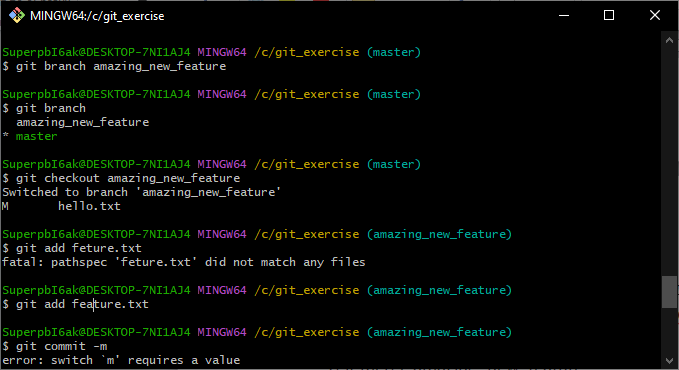 MINGW64:/c/git_exercise
SuperpbI6ak@DESKTOP-7NI1AJ4 MINGW64 /c/git_exercise (master)
$ git branch amazing_new_feature
SuperpbI6ak@DESKTOP-7NI1AJ4 MINGW64 /c/git_exercise (master)
$ git branch
  amazing_new_feature
* master
SuperpbI6ak@DESKTOP-7NI1AJ4 MINGW64 /c/git_exercise (master)
$ git checkout amazing_new_feature
Switched to branch 'amazing_new_feature'
M       hello.txt
SuperpbI6ak@DESKTOP-7NI1AJ4 MINGW64 /c/git_exercise (amazing_new_feature)
$ git add feture.txt
fatal: pathspec 'feture.txt' did not match any files
SuperpbI6ak@DESKTOP-7NI1AJ4 MINGW64 /c/git_exercise (amazing_new_feature)
$ git add feature.txt
SuperpbI6ak@DESKTOP-7NI1AJ4 MINGW64 /c/git_exercise (amazing_new_feature)
$ git commit -m
error: switch `m' requires a value